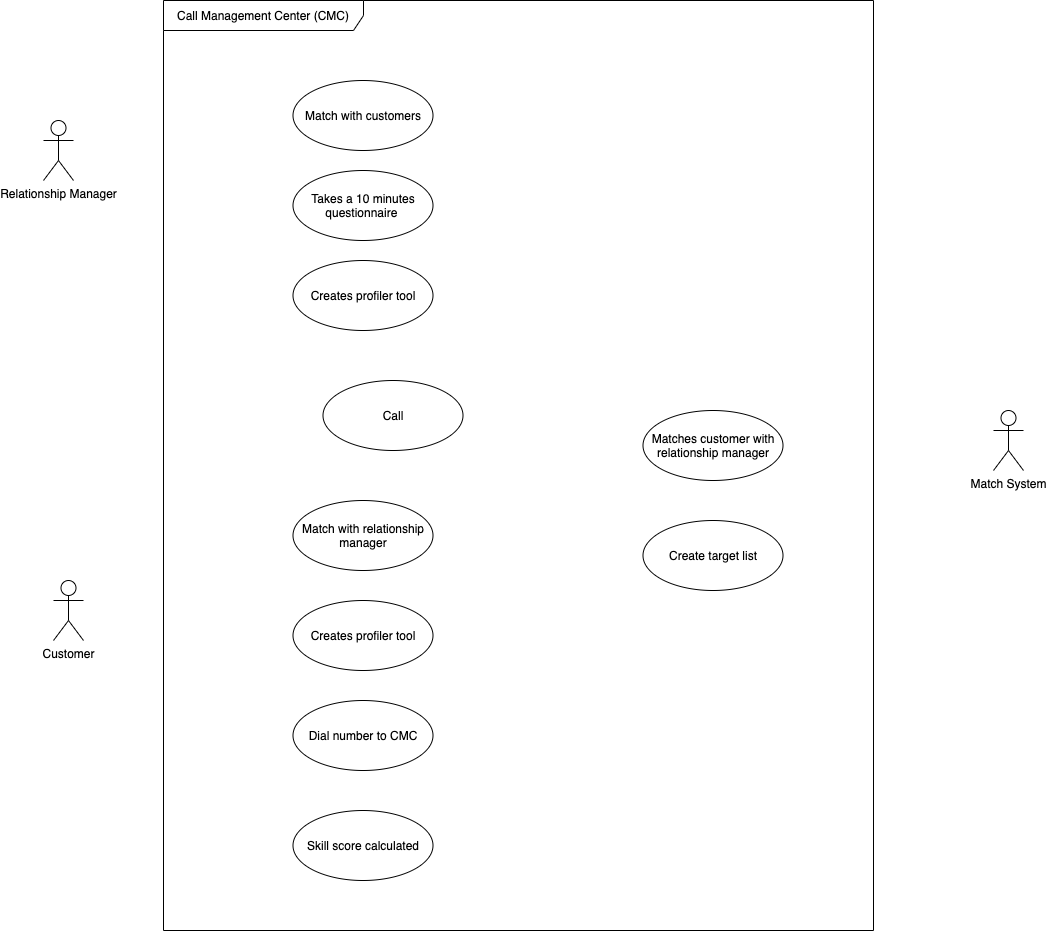 Call Management Center (CMC)
Match with customers
Relationship Manager
Takes a 10 minutes
questionnaire
Creates profiler tool
Call
Matches customer with
relationship manager
Match System
Match with relationship
manager
Create target list
Creates profiler tool
Customer
Dial number to CMC
Skill score calculated